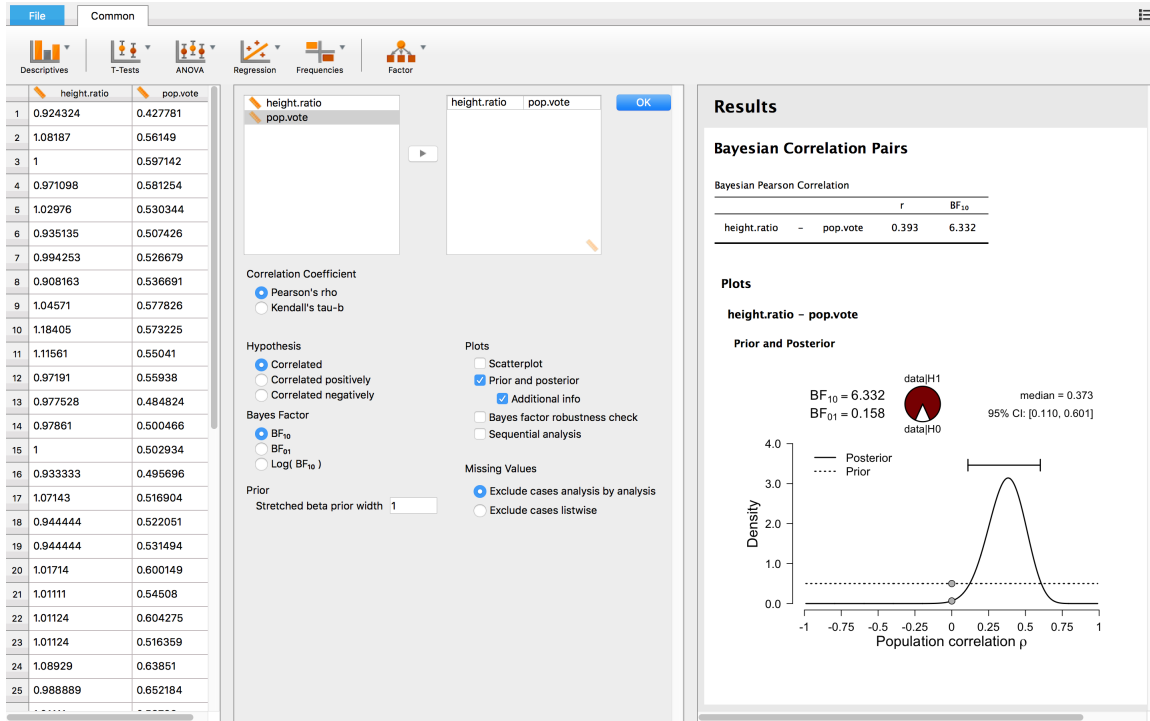 File Common
Descriptives T-Tests ANOVA Regression Frequencies Factor
height.ratio pop.vote
1 0.924324 0.427781
2 1.08187 0.56149
3 1 0.597142
4 0.971098 0.581254
5 1.02976 0.530344
6 0.935135 0.507426
7 0.994253 0.526679
8 0.908163 0.536691
9 1.04571 0.577826
10 1.18405 0.573225
11 1.11561 0.55041
12 0.97191 0.55938
13 0.977528 0.484824
14 0.97861 0.500466
15 1 0.502934
16 0.933333 0.495696
17 1.07143 0.516904
18 0.944444 0.522051
19 0.944444 0.531494
20 1.01714 0.600149
21 1.01111 0.54508
22 1.01124 0.604275
23 1.01124 0.516359
24 1.08929 0.63851
25 0.988889 0.652184
height.ratio
pop.vote
height.ratio pop.vote
OK
Correlation Coefficient
Pearson's rho
Kendall's tau-b
Hypothesis
Correlated
Correlated positively
Correlated negatively
Bayes Factor
BF₁₀
BF₀₁
Log( BF₁₀ )
Prior
Stretched beta prior width 1
Plots
Scatterplot
Prior and posterior
Additional info
Bayes factor robustness check
Sequential analysis
Missing Values
Exclude cases analysis by analysis
Exclude cases listwise
Results
Bayesian Correlation Pairs
Bayesian Pearson Correlation
r BF₁₀
height.ratio – pop.vote 0.393 6.332
Plots
height.ratio – pop.vote
Prior and Posterior
data|H1
BF₁₀ = 6.332
BF₀₁ = 0.158
data|H0
median = 0.373
95% CI: [0.110, 0.601]
Posterior
Prior
Density
4.0
3.0
2.0
1.0
0.0
-1 -0.75 -0.5 -0.25 0 0.25 0.5 0.75 1
Population correlation ρ